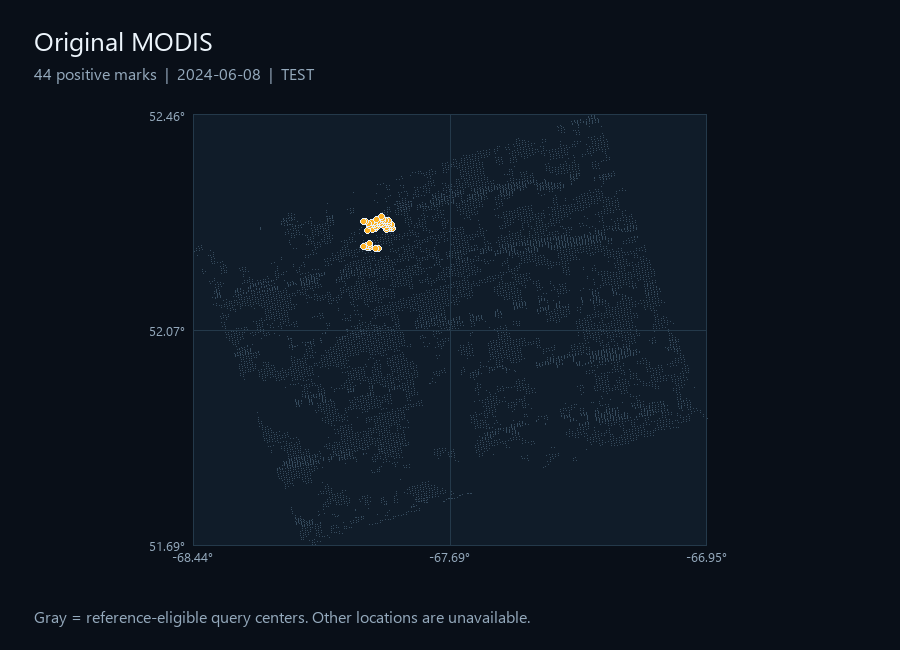 Original MODIS
44 positive marks | 2024-06-08 | TEST
52.46°
52.07°
51.69°
-68.44°
-67.69°
-66.95°
Gray = reference-eligible query centers. Other locations are unavailable.